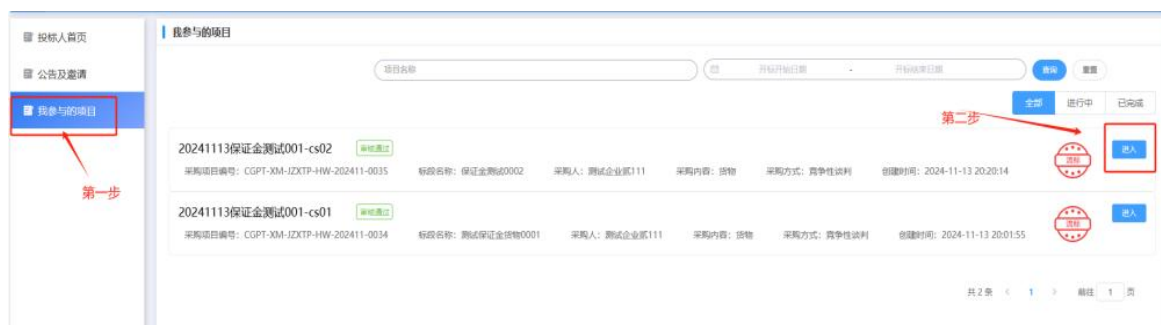 投标人首页
公告及邀请
我参与的项目
第一步
我参与的项目
项目名称 开标开始日期 - 开标结束日期 查询 重置
全部 进行中 已完成
第二步
20241113保证金测试001-cs02 审核通过
采购项目编号：CGPT-XM-JZXTP-HW-202411-0035 标段名称：保证金测试0002 采购人：测试企业贰111 采购内容：货物 采购方式：竞争性谈判 创建时间：2024-11-13 20:20:14
流标 进入
20241113保证金测试001-cs01 审核通过
采购项目编号：CGPT-XM-JZXTP-HW-202411-0034 标段名称：测试保证金货物0001 采购人：测试企业贰111 采购内容：货物 采购方式：竞争性谈判 创建时间：2024-11-13 20:01:55
流标 进入
共 2 条 < 1 > 前往 1 页